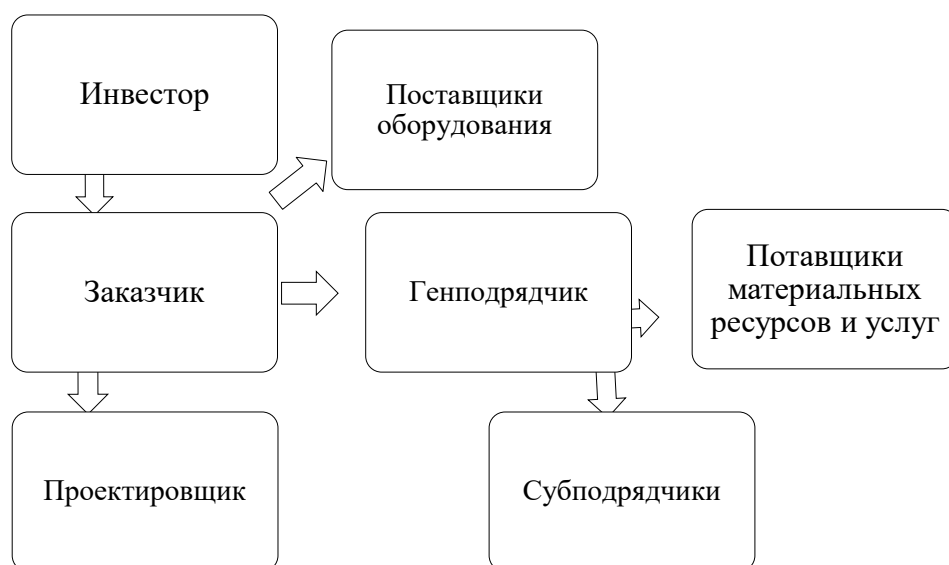 Инвестор
Поставщики
оборудования
Заказчик
Генподрядчик
Потавщики
материальных
ресурсов и услуг
Проектировщик
Субподрядчики